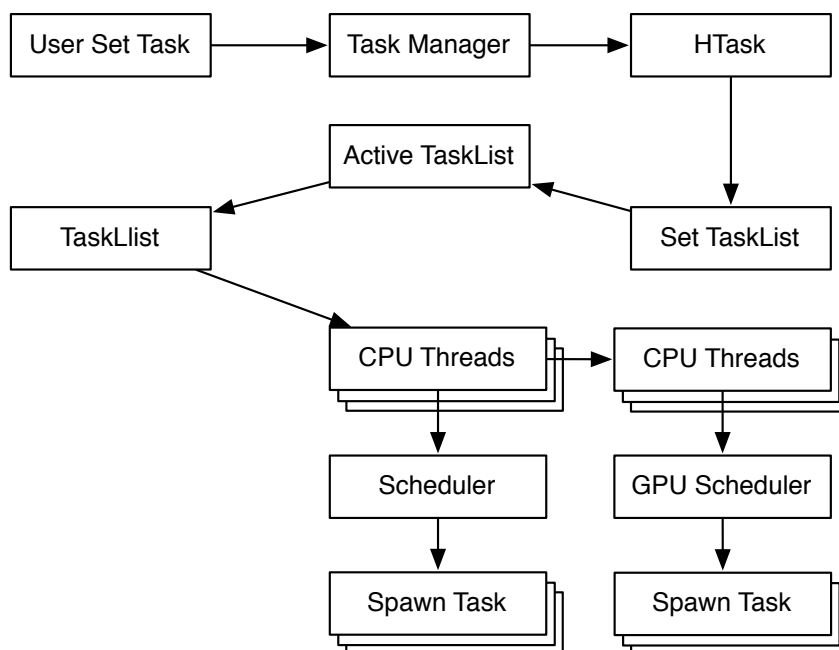 User Set Task
Task Manager
HTask
Active TaskList
TaskLlist
Set TaskList
CPU Threads
CPU Threads
Scheduler
GPU Scheduler
Spawn Task
Spawn Task